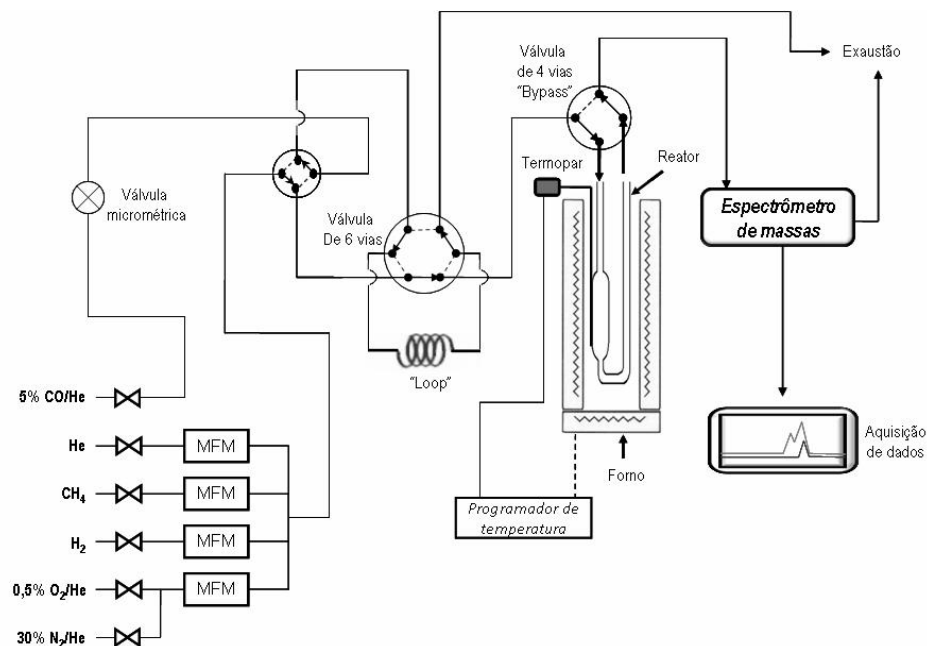 Válvula
de 4 vias
"Bypass"
Exaustão
Termopar
Reator
Válvula
micrométrica
Válvula
De 6 vias
Espectrômetro
de massas
"Loop"
5% CO/He
He
MFM
CH₄
MFM
H₂
MFM
0,5% O₂/He
MFM
30% N₂/He
Forno
Programador de
temperatura
Aquisição
de dados